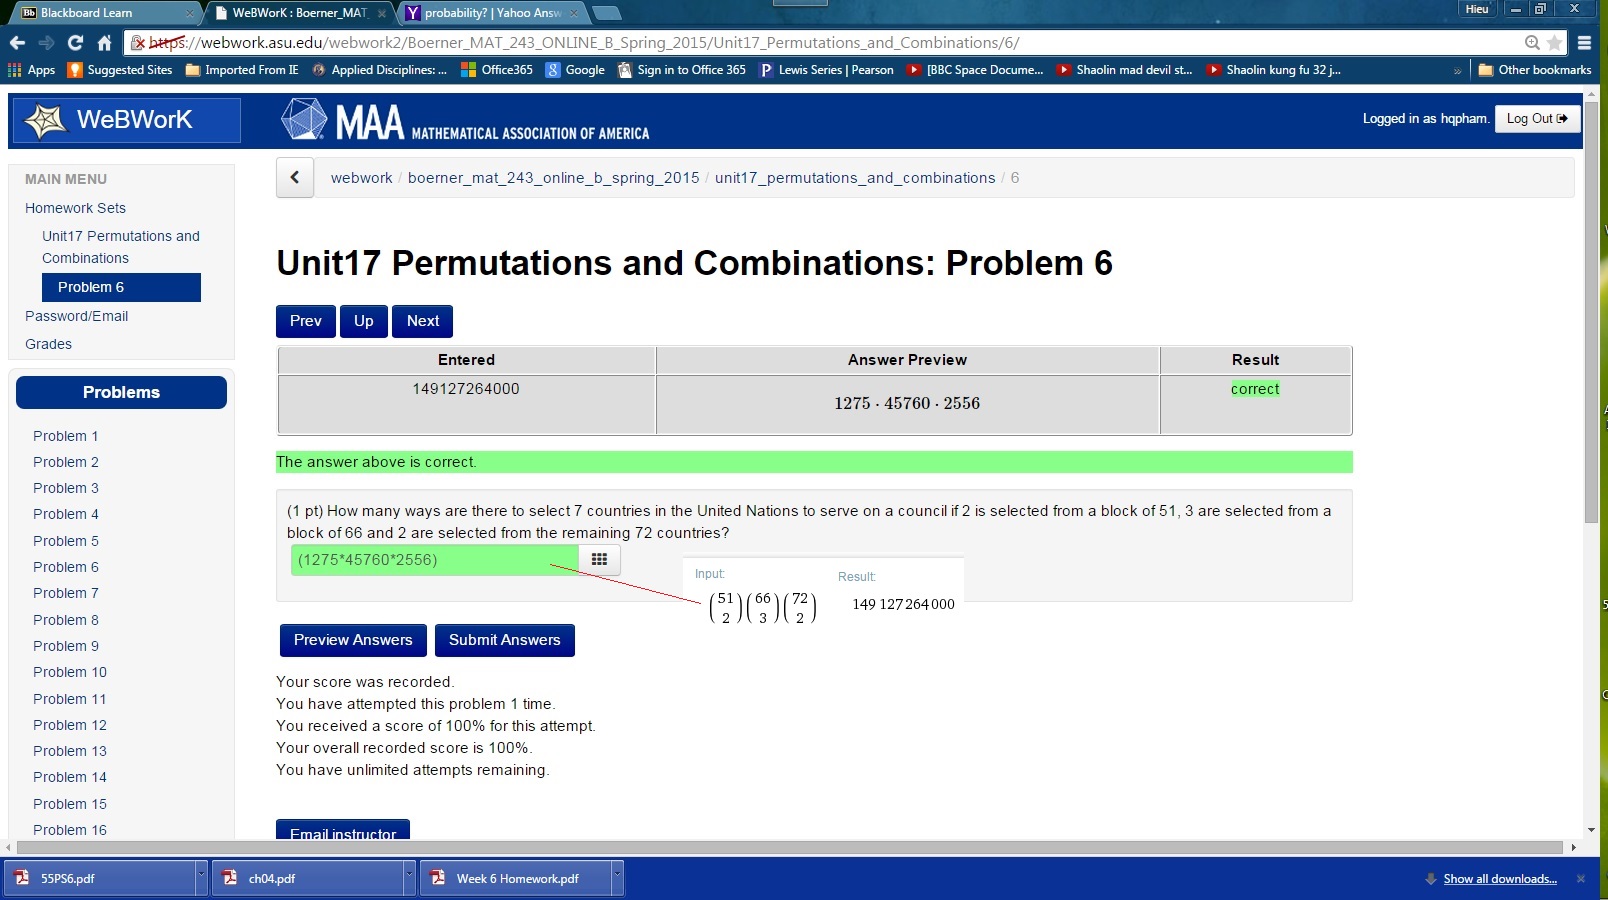 Blackboard Learn
WeBWorK : Boerner_MAT_
probability? | Yahoo Answ
Hieu
https://webwork.asu.edu/webwork2/Boerner_MAT_243_ONLINE_B_Spring_2015/Unit17_Permutations_and_Combinations/6/
Apps Suggested Sites Imported From IE Applied Disciplines: ... Office365 Google Sign in to Office 365 Lewis Series | Pearson [BBC Space Docume... Shaolin mad devil st... Shaolin kung fu 32 j... » Other bookmarks
WeBWorK
MAA MATHEMATICAL ASSOCIATION OF AMERICA
Logged in as hqpham. Log Out
MAIN MENU
Homework Sets
Unit17 Permutations and
Combinations
Problem 6
Password/Email
Grades
Problems
Problem 1
Problem 2
Problem 3
Problem 4
Problem 5
Problem 6
Problem 7
Problem 8
Problem 9
Problem 10
Problem 11
Problem 12
Problem 13
Problem 14
Problem 15
Problem 16
webwork / boerner_mat_243_online_b_spring_2015 / unit17_permutations_and_combinations / 6
Unit17 Permutations and Combinations: Problem 6
Prev Up Next
Entered Answer Preview Result
149127264000 1275 · 45760 · 2556 correct
The answer above is correct.
(1 pt) How many ways are there to select 7 countries in the United Nations to serve on a council if 2 is selected from a block of 51, 3 are selected from a
block of 66 and 2 are selected from the remaining 72 countries?
(1275*45760*2556)
Input: Result:
(51 2)(66 3)(72 2) 149 127 264 000
Preview Answers Submit Answers
Your score was recorded.
You have attempted this problem 1 time.
You received a score of 100% for this attempt.
Your overall recorded score is 100%.
You have unlimited attempts remaining.
Email instructor
55PS6.pdf ch04.pdf Week 6 Homework.pdf Show all downloads...